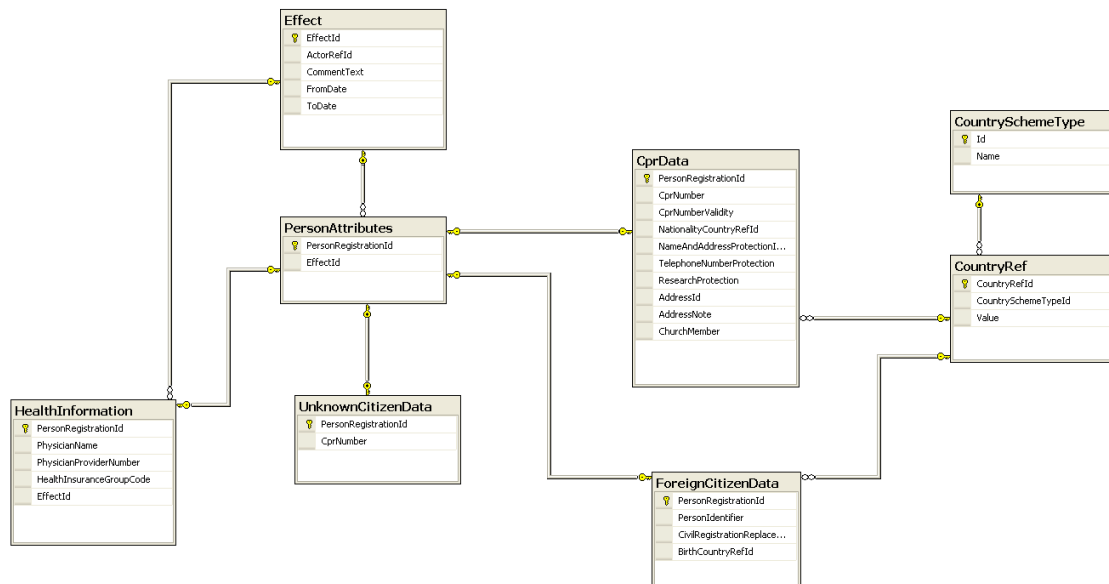 Effect
EffectId
ActorRefId
CommentText
FromDate
ToDate
CountrySchemeType
Id
Name
CprData
PersonRegistrationId
CprNumber
CprNumberValidity
NationalityCountryRefId
NameAndAddressProtectionI...
TelephoneNumberProtection
ResearchProtection
AddressId
AddressNote
ChurchMember
PersonAttributes
PersonRegistrationId
EffectId
CountryRef
CountryRefId
CountrySchemeTypeId
Value
HealthInformation
PersonRegistrationId
PhysicianName
PhysicianProviderNumber
HealthInsuranceGroupCode
EffectId
UnknownCitizenData
PersonRegistrationId
CprNumber
ForeignCitizenData
PersonRegistrationId
PersonIdentifier
CivilRegistrationReplace...
BirthCountryRefId